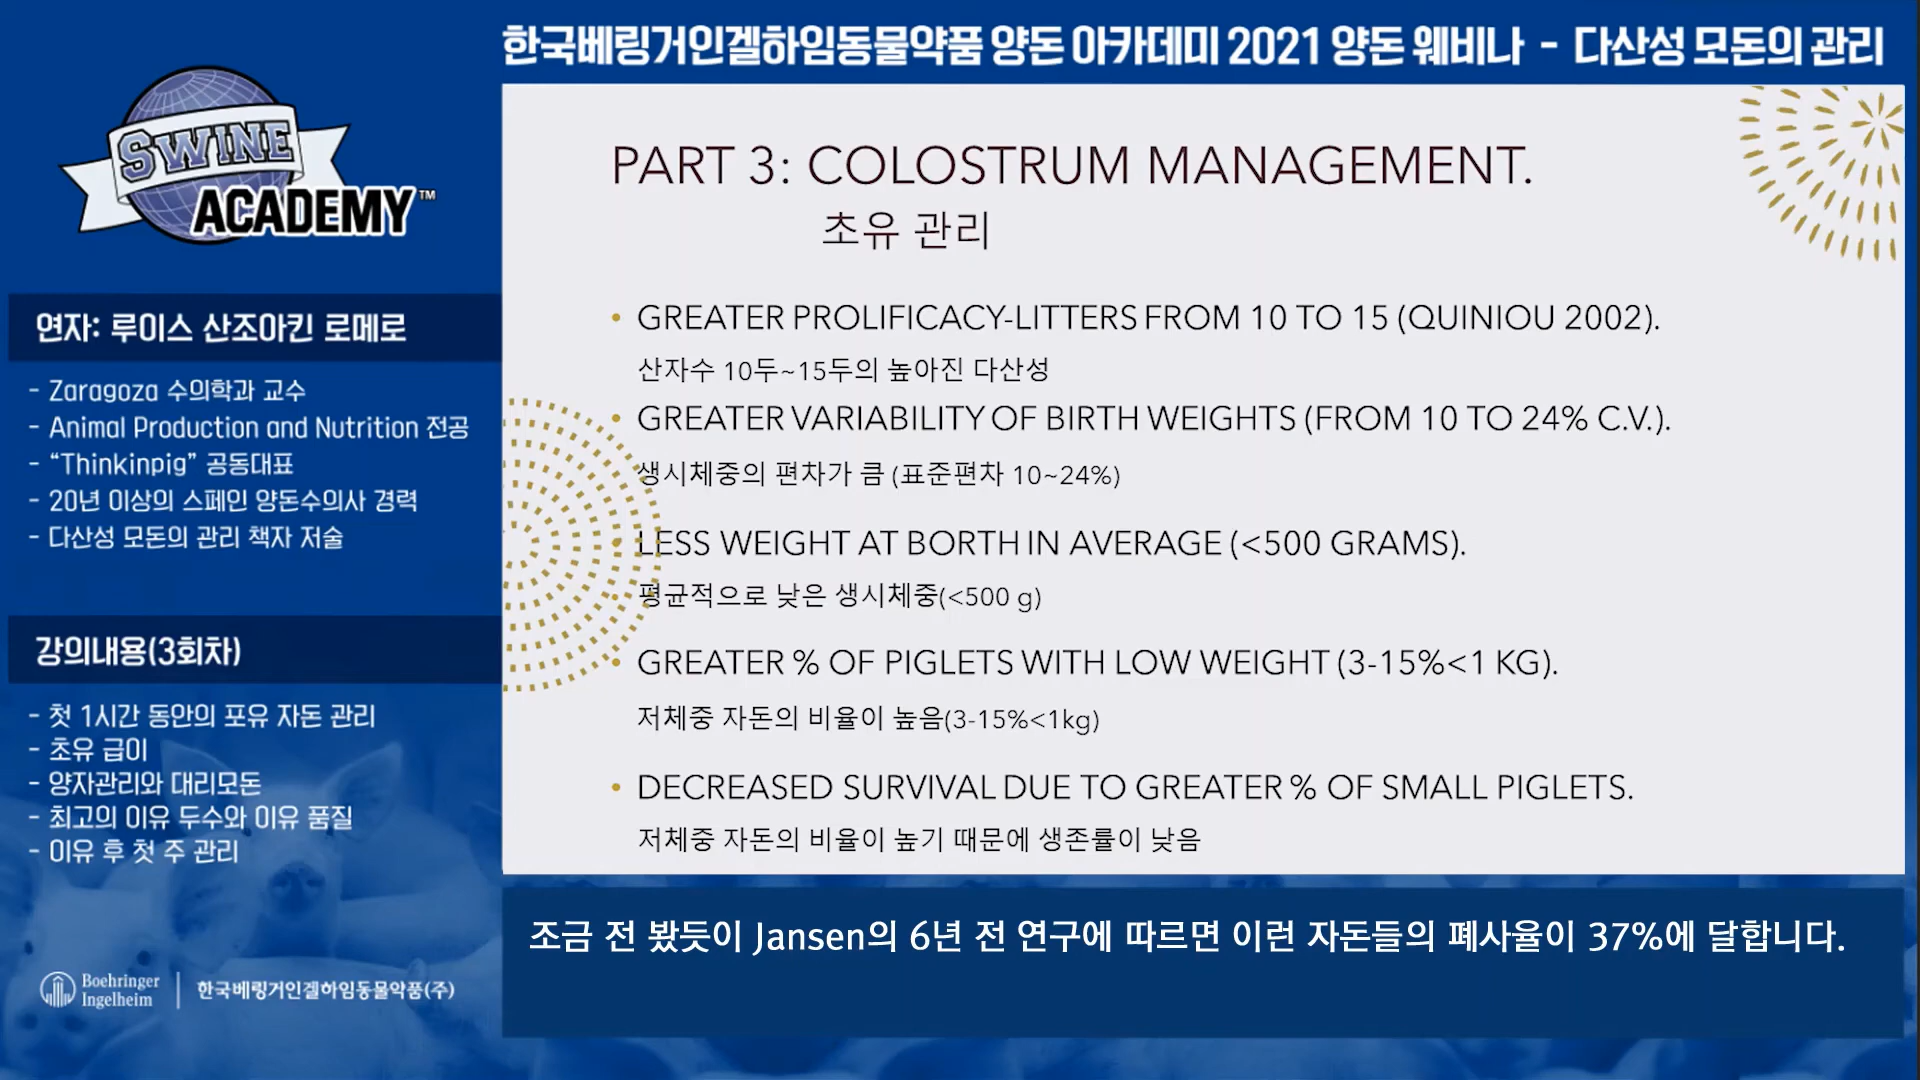 한국베링거인겔하임동물약품 양돈 아카데미 2021 양돈 웨비나 - 다산성 모돈의 관리
SWINE
ACADEMY™
연자: 루이스 산조아킨 로메로
- Zaragoza 수의학과 교수
- Animal Production and Nutrition 전공
- “Thinkinpig” 공동대표
- 20년 이상의 스페인 양돈수의사 경력
- 다산성 모돈의 관리 책자 저술
강의내용(3회차)
- 첫 1시간 동안의 포유 자돈 관리
- 초유 급이
- 양자관리와 대리모돈
- 최고의 이유 두수와 이유 품질
- 이유 후 첫 주 관리
Boehringer
Ingelheim
한국베링거인겔하임동물약품(주)
PART 3: COLOSTRUM MANAGEMENT.
초유 관리
• GREATER PROLIFICACY-LITTERS FROM 10 TO 15 (QUINIOU 2002).
산자수 10두~15두의 높아진 다산성
• GREATER VARIABILITY OF BIRTH WEIGHTS (FROM 10 TO 24% C.V.).
생시체중의 편차가 큼 (표준편차 10~24%)
• LESS WEIGHT AT BORTH IN AVERAGE (<500 GRAMS).
• 평균적으로 낮은 생시체중(<500 g)
• GREATER % OF PIGLETS WITH LOW WEIGHT (3-15%<1 KG).
저체중 자돈의 비율이 높음(3-15%<1kg)
• DECREASED SURVIVAL DUE TO GREATER % OF SMALL PIGLETS.
저체중 자돈의 비율이 높기 때문에 생존률이 낮음
조금 전 봤듯이 Jansen의 6년 전 연구에 따르면 이런 자돈들의 폐사율이 37%에 달합니다.